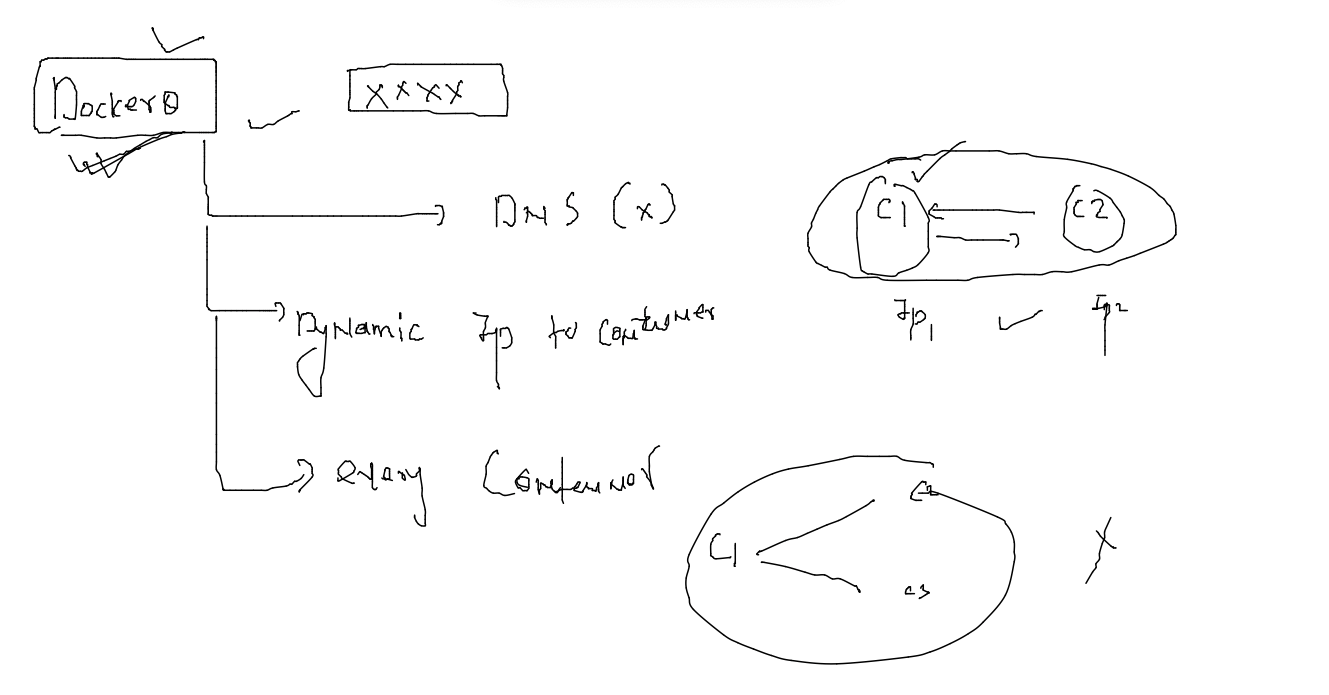 Docker0
xxxx
DNS (x)
C1 C2
Dynamic Ip to container
Ip1 Ip2
every Container
C1
C2
C3
X